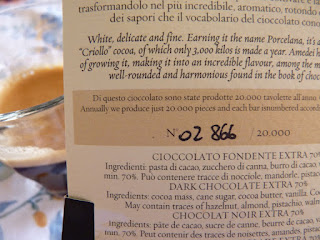 trasformandolo nel più incredibile, aromatico, rotondo
dei sapori che il vocabolario del cioccolato cono
White, delicate and fine. Earning it the name Porcelana, it's
"Criollo" cocoa, of which only 3,000 kilos is made a year. Amedei
of growing it, making it into an incredible flavour, among the m
well-rounded and harmonious found in the book of choc
Di questo cioccolato sono state prodotte 20.000 tavolette all'anno,
Annually we produce just 20.000 pieces and each bar is numbered accord
N° 02 866 / 20.000
CIOCCOLATO FONDENTE EXTRA 70%
Ingredienti: pasta di cacao, zucchero di canna, burro di cacao,
min. 70%. Può contenere tracce di nocciole, mandorle, pistac
DARK CHOCOLATE EXTRA 70%
Ingredients: cocoa mass, cane sugar, cocoa butter, vanilla. Co
May contain traces of hazelnut, almond, pistachio, waln
CHOCOLAT NOIR EXTRA 70%
Ingrédients: pâte de cacao, sucre de canne, beurre de cacao,
min. 70%. Peut contenir des traces de noisettes, amandes, pistach